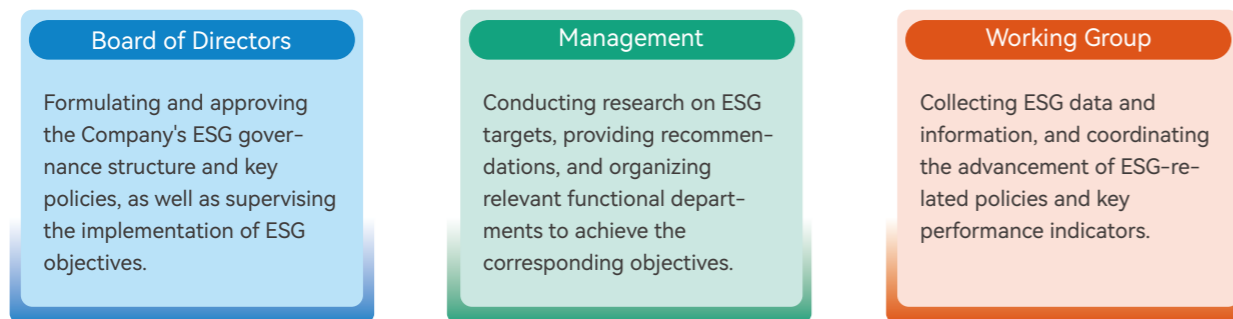 Board of Directors
Formulating and approving
the Company's ESG gover-
nance structure and key
policies, as well as supervising
the implementation of ESG
objectives.
Management
Conducting research on ESG
targets, providing recommen-
dations, and organizing
relevant functional depart-
ments to achieve the
corresponding objectives.
Working Group
Collecting ESG data and
information, and coordinating
the advancement of ESG-re-
lated policies and key
performance indicators.